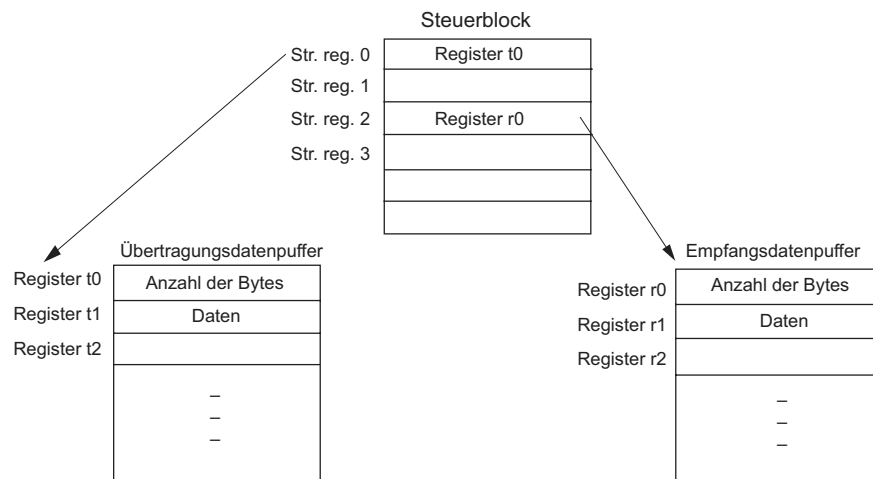 Steuerblock
Str. reg. 0 Register t0
Str. reg. 1
Str. reg. 2 Register r0
Str. reg. 3
Übertragungsdatenpuffer
Register t0 Anzahl der Bytes
Register t1 Daten
Register t2
–
–
–
Empfangsdatenpuffer
Register r0 Anzahl der Bytes
Register r1 Daten
Register r2
–
–
–